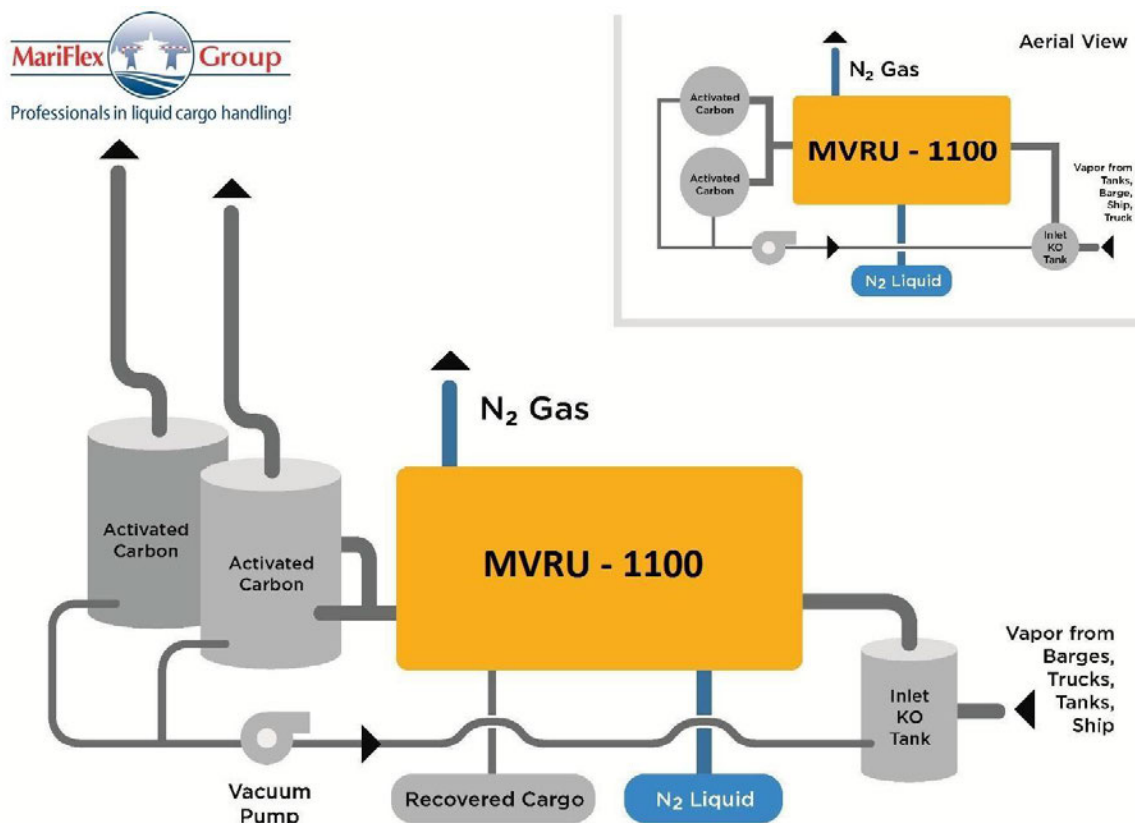 MariFlex Group
Professionals in liquid cargo handling!
Aerial View
N₂ Gas
Activated
Carbon
MVRU - 1100
Activated
Carbon
Vapor from
Tanks,
Barge,
Ship,
Truck
Inlet
KO
Tank
N₂ Liquid
N₂ Gas
Activated
Carbon
Activated
Carbon
MVRU - 1100
Vapor from
Barges,
Trucks,
Tanks,
Ship
Inlet
KO
Tank
Vacuum
Pump
Recovered Cargo
N₂ Liquid